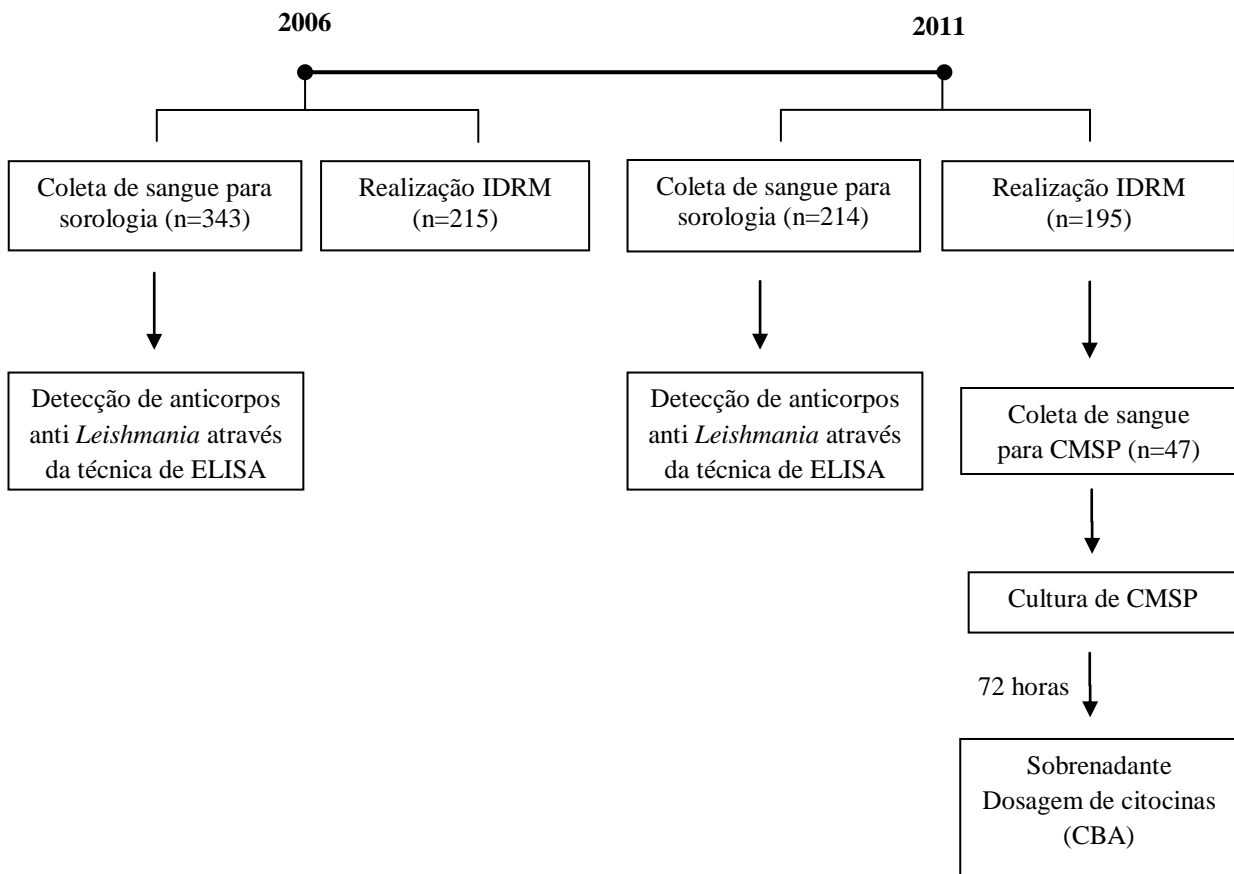 2006
2011
Coleta de sangue para
sorologia (n=343)
Realização IDRM
(n=215)
Coleta de sangue para
sorologia (n=214)
Realização IDRM
(n=195)
Detecção de anticorpos
anti Leishmania através
da técnica de ELISA
Detecção de anticorpos
anti Leishmania através
da técnica de ELISA
Coleta de sangue
para CMSP (n=47)
Cultura de CMSP
72 horas
Sobrenadante
Dosagem de citocinas
(CBA)